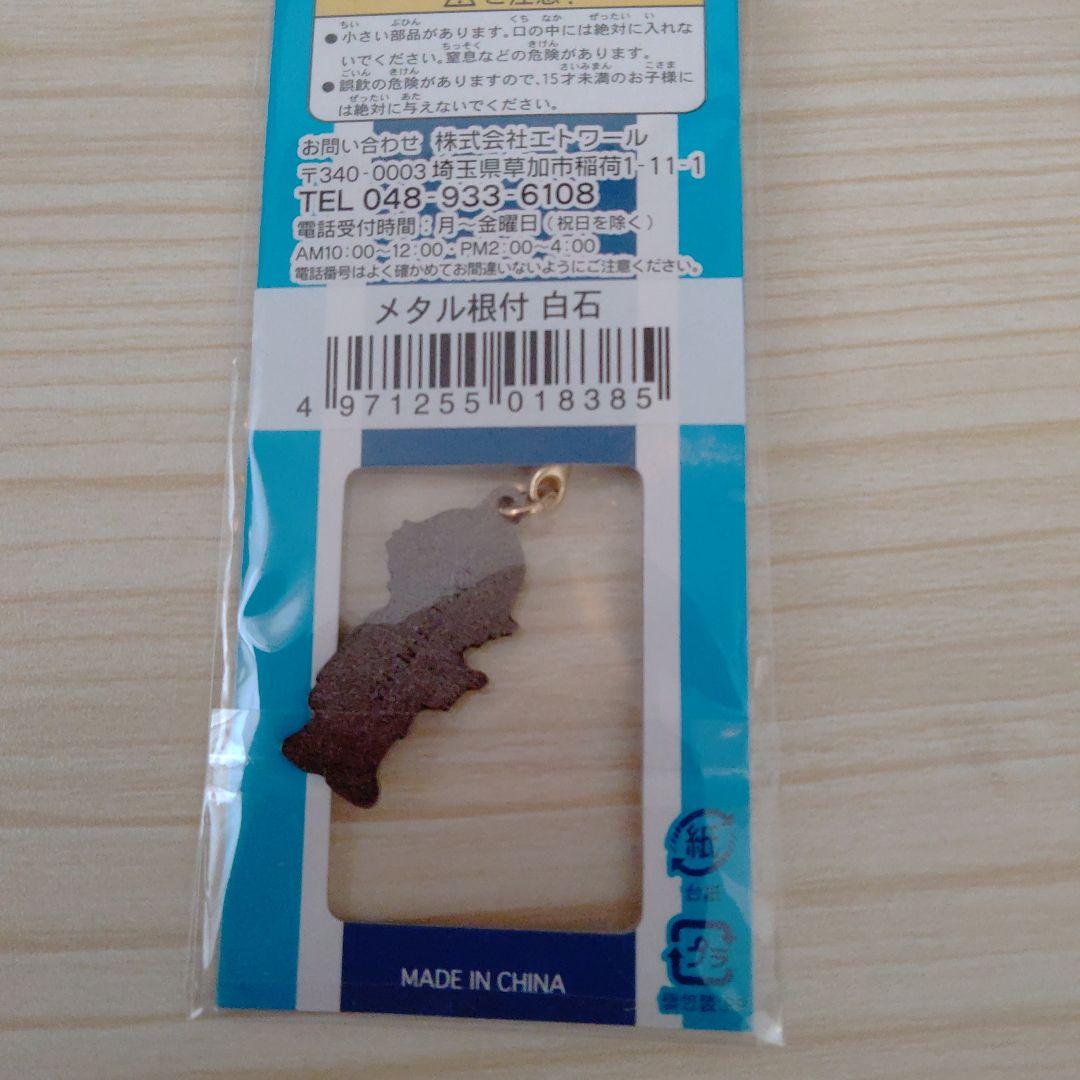 ご注意!
●小さい部品があります。口の中には絶対に入れな
いでください。窒息などの危険があります。
●誤飲の危険がありますので、15才未満のお子様に
は絶対に与えないでください。
お問い合わせ 株式会社エトワール
〒340-0003 埼玉県草加市稲荷1-11-1
TEL 048-933-6108
電話受付時間:月〜金曜日(祝日を除く)
AM10:00〜12:00・PM2:00〜4:00
電話番号はよく確かめてお間違いないようにご注意ください。
メタル根付 白石
4 971255 018385
紙
台紙
プラ
MADE IN CHINA